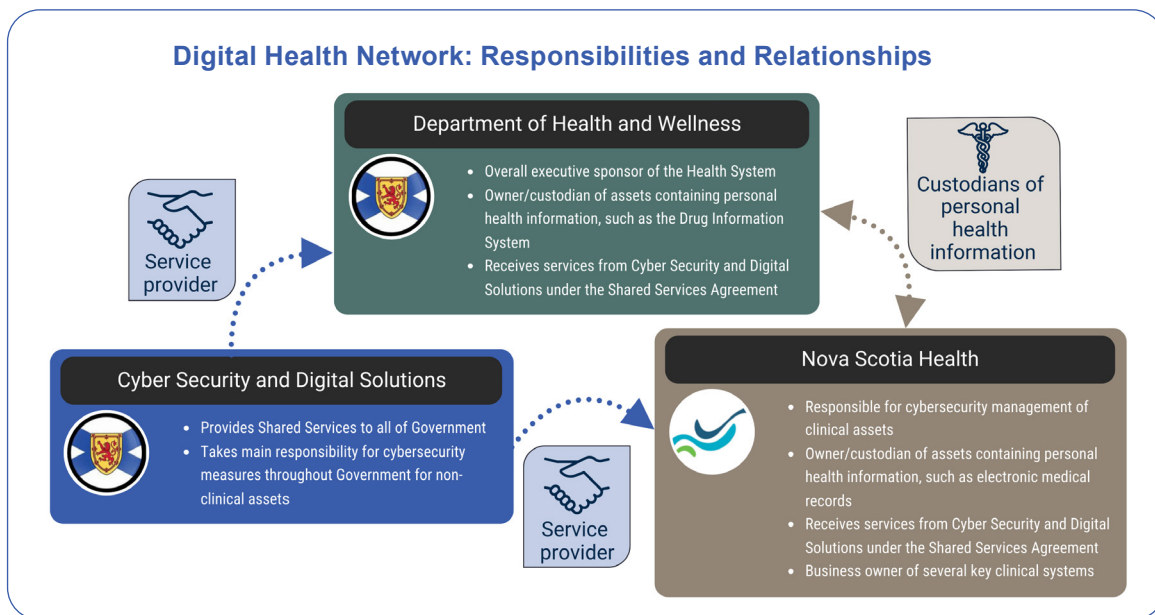 Digital Health Network: Responsibilities and Relationships
Department of Health and Wellness
• Overall executive sponsor of the Health System
• Owner/custodian of assets containing personal
health information, such as the Drug Information
System
• Receives services from Cyber Security and Digital
Solutions under the Shared Services Agreement
Service
provider
Custodians of
personal
health
information
Cyber Security and Digital Solutions
• Provides Shared Services to all of Government
• Takes main responsibility for cybersecurity
measures throughout Government for non-
clinical assets
Service
provider
Nova Scotia Health
• Responsible for cybersecurity management of
clinical assets
• Owner/custodian of assets containing personal
health information, such as electronic medical
records
• Receives services from Cyber Security and Digital
Solutions under the Shared Services Agreement
• Business owner of several key clinical systems